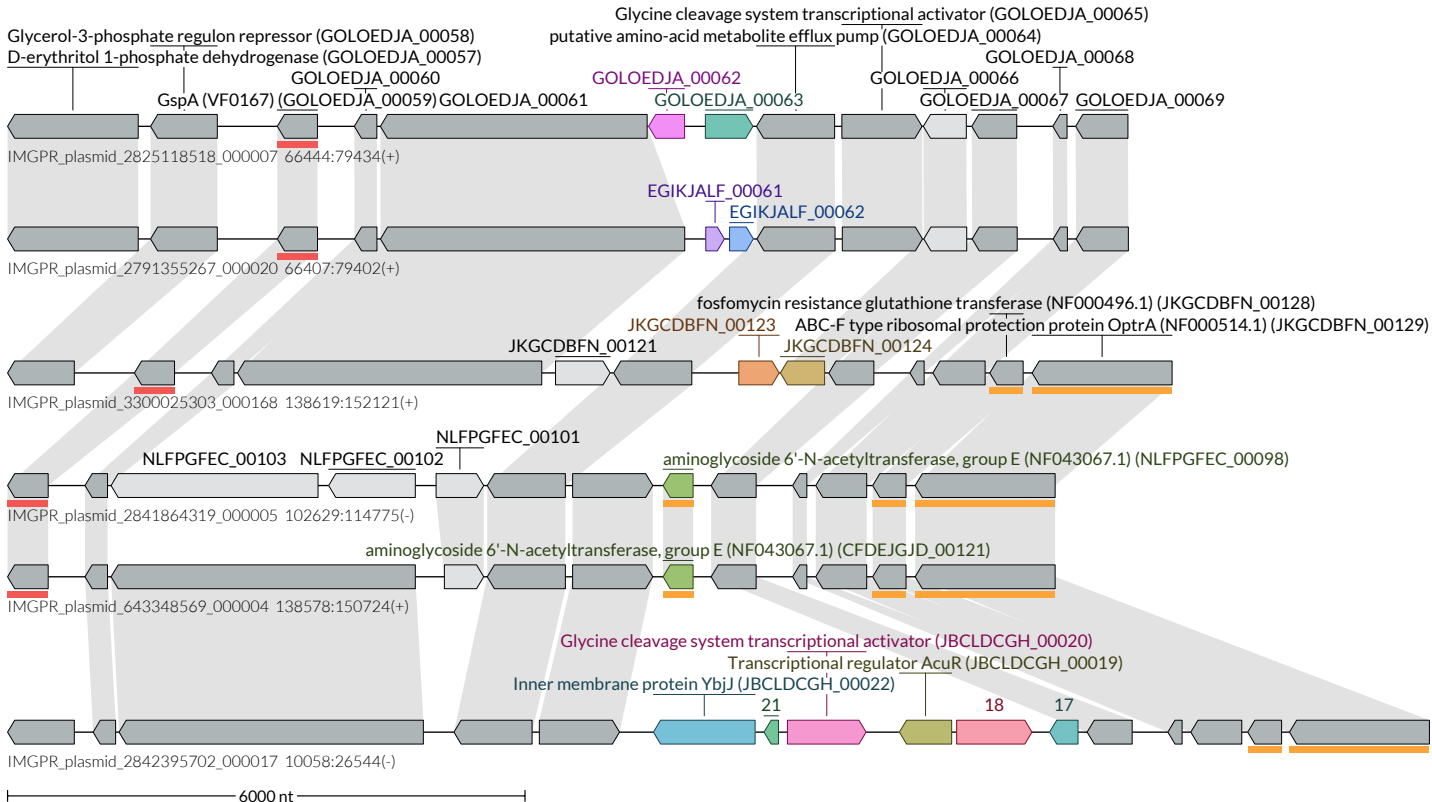 Glycine cleavage system transcriptional activator (GOLOEDJA_00065)
Glycerol-3-phosphate regulon repressor (GOLOEDJA_00058)
putative amino-acid metabolite efflux pump (GOLOEDJA_00064)
D-erythritol 1-phosphate dehydrogenase (GOLOEDJA_00057)
GOLOEDJA_00068
GOLOEDJA_00060
GOLOEDJA_00062
GOLOEDJA_00066
GspA (VF0167) (GOLOEDJA_00059)
GOLOEDJA_00061
GOLOEDJA_00063
GOLOEDJA_00067
GOLOEDJA_00069
IMGPR_plasmid_2825118518_000007 66444:79434(+)
EGIKJALF_00061
EGIKJALF_00062
IMGPR_plasmid_2791355267_000020 66407:79402(+)
fosfomycin resistance glutathione transferase (NF000496.1) (JKGCDBFN_00128)
JKGCDBFN_00123
ABC-F type ribosomal protection protein OptrA (NF000514.1) (JKGCDBFN_00129)
JKGCDBFN_00121
JKGCDBFN_00124
IMGPR_plasmid_3300025303_000168 138619:152121(+)
NLFPGFEC_00101
NLFPGFEC_00103
NLFPGFEC_00102
aminoglycoside 6'-N-acetyltransferase, group E (NF043067.1) (NLFPGFEC_00098)
IMGPR_plasmid_2841864319_000005 102629:114775(-)
aminoglycoside 6'-N-acetyltransferase, group E (NF043067.1) (CFDEJGJD_00121)
IMGPR_plasmid_643348569_000004 138578:150724(+)
Glycine cleavage system transcriptional activator (JBCLDCGH_00020)
Transcriptional regulator AcuR (JBCLDCGH_00019)
Inner membrane protein YbjJ (JBCLDCGH_00022)
21
18
17
IMGPR_plasmid_2842395702_000017 10058:26544(-)
6000 nt